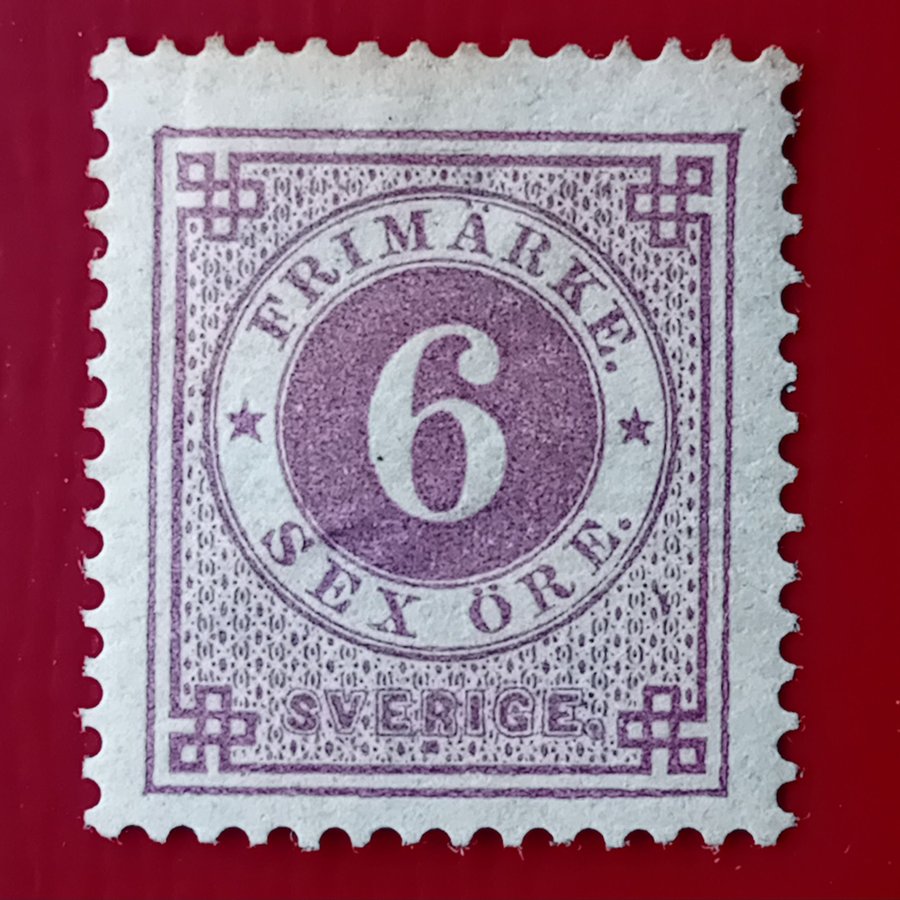 FRIMÄRKE.
6
SEX ÖRE.
SVERIGE.